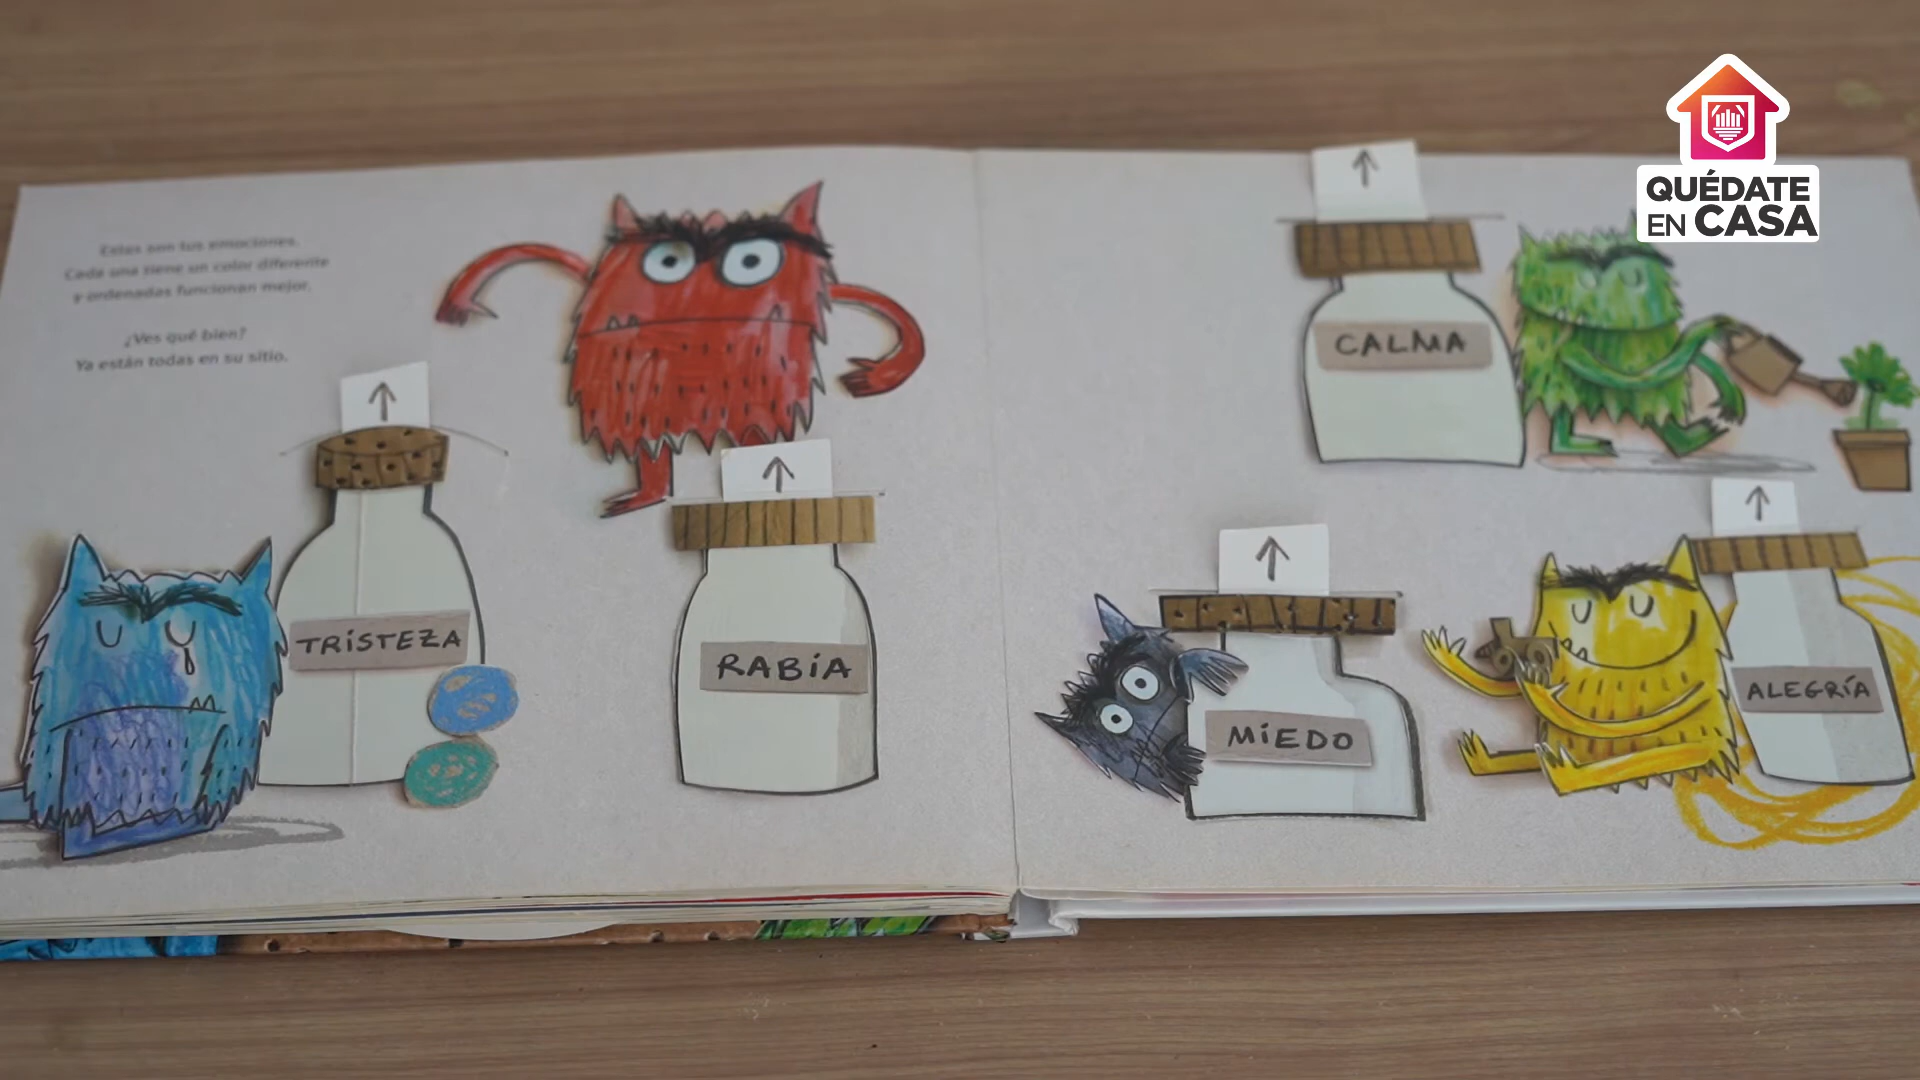 Estas son tus emociones.
Cada una tiene un color diferente
y ordenadas funcionan mejor.
¿Ves qué bien?
Ya están todas en su sitio.
TRISTEZA
RABIA
CALMA
MIEDO
ALEGRÍA
QUÉDATE
EN CASA